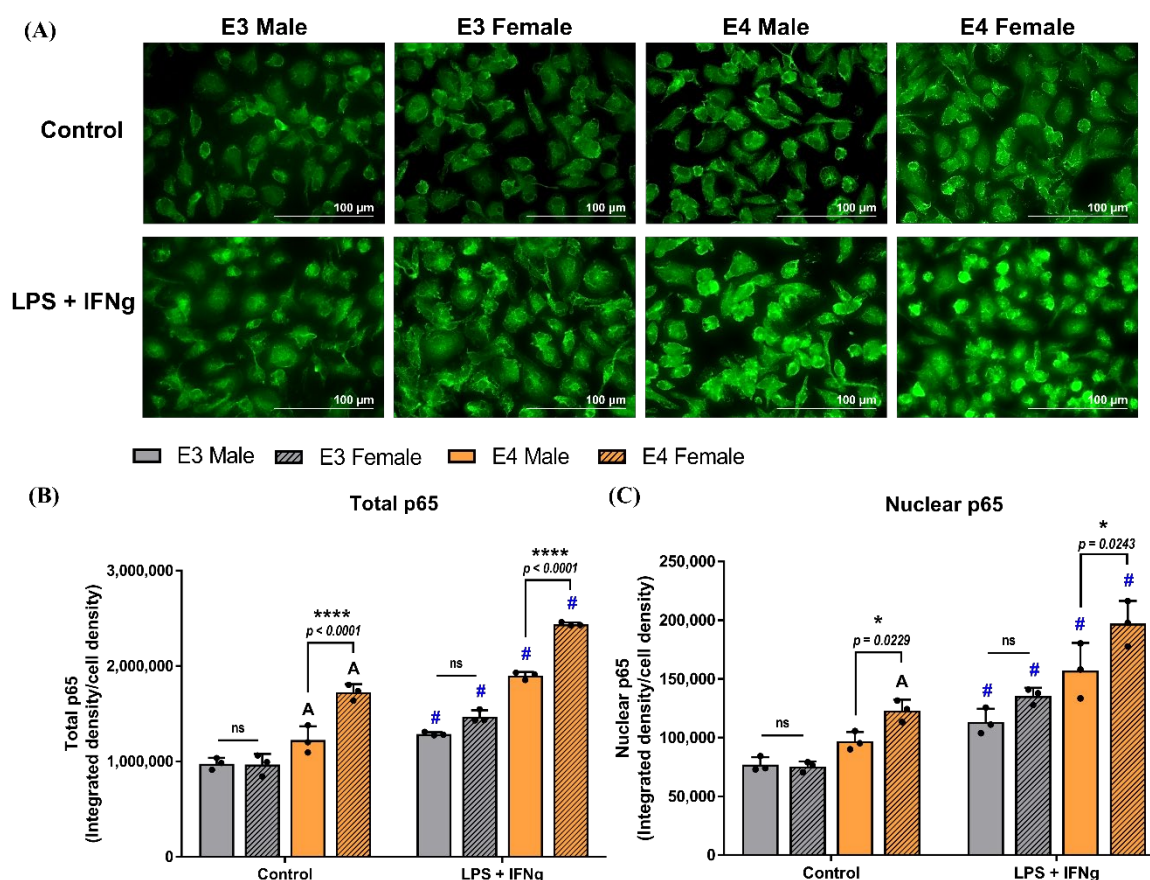 (A)
E3 Male E3 Female E4 Male E4 Female
Control
100 µm 100 µm 100 µm 100 µm
LPS + IFNg
100 µm 100 µm 100 µm 100 µm
E3 Male E3 Female E4 Male E4 Female
(B)
Total p65
Total p65
(Integrated density/cell density)
3,000,000
2,000,000
1,000,000
0
ns
A
****
p < 0.0001
A
#
ns
#
#
****
p < 0.0001
#
Control LPS + IFNg
(C)
Nuclear p65
Nuclear p65
(Integrated density/cell density)
250,000
200,000
150,000
100,000
50,000
0
ns
*
p = 0.0229
A
ns
#
#
#
*
p = 0.0243
#
Control LPS + IFNg